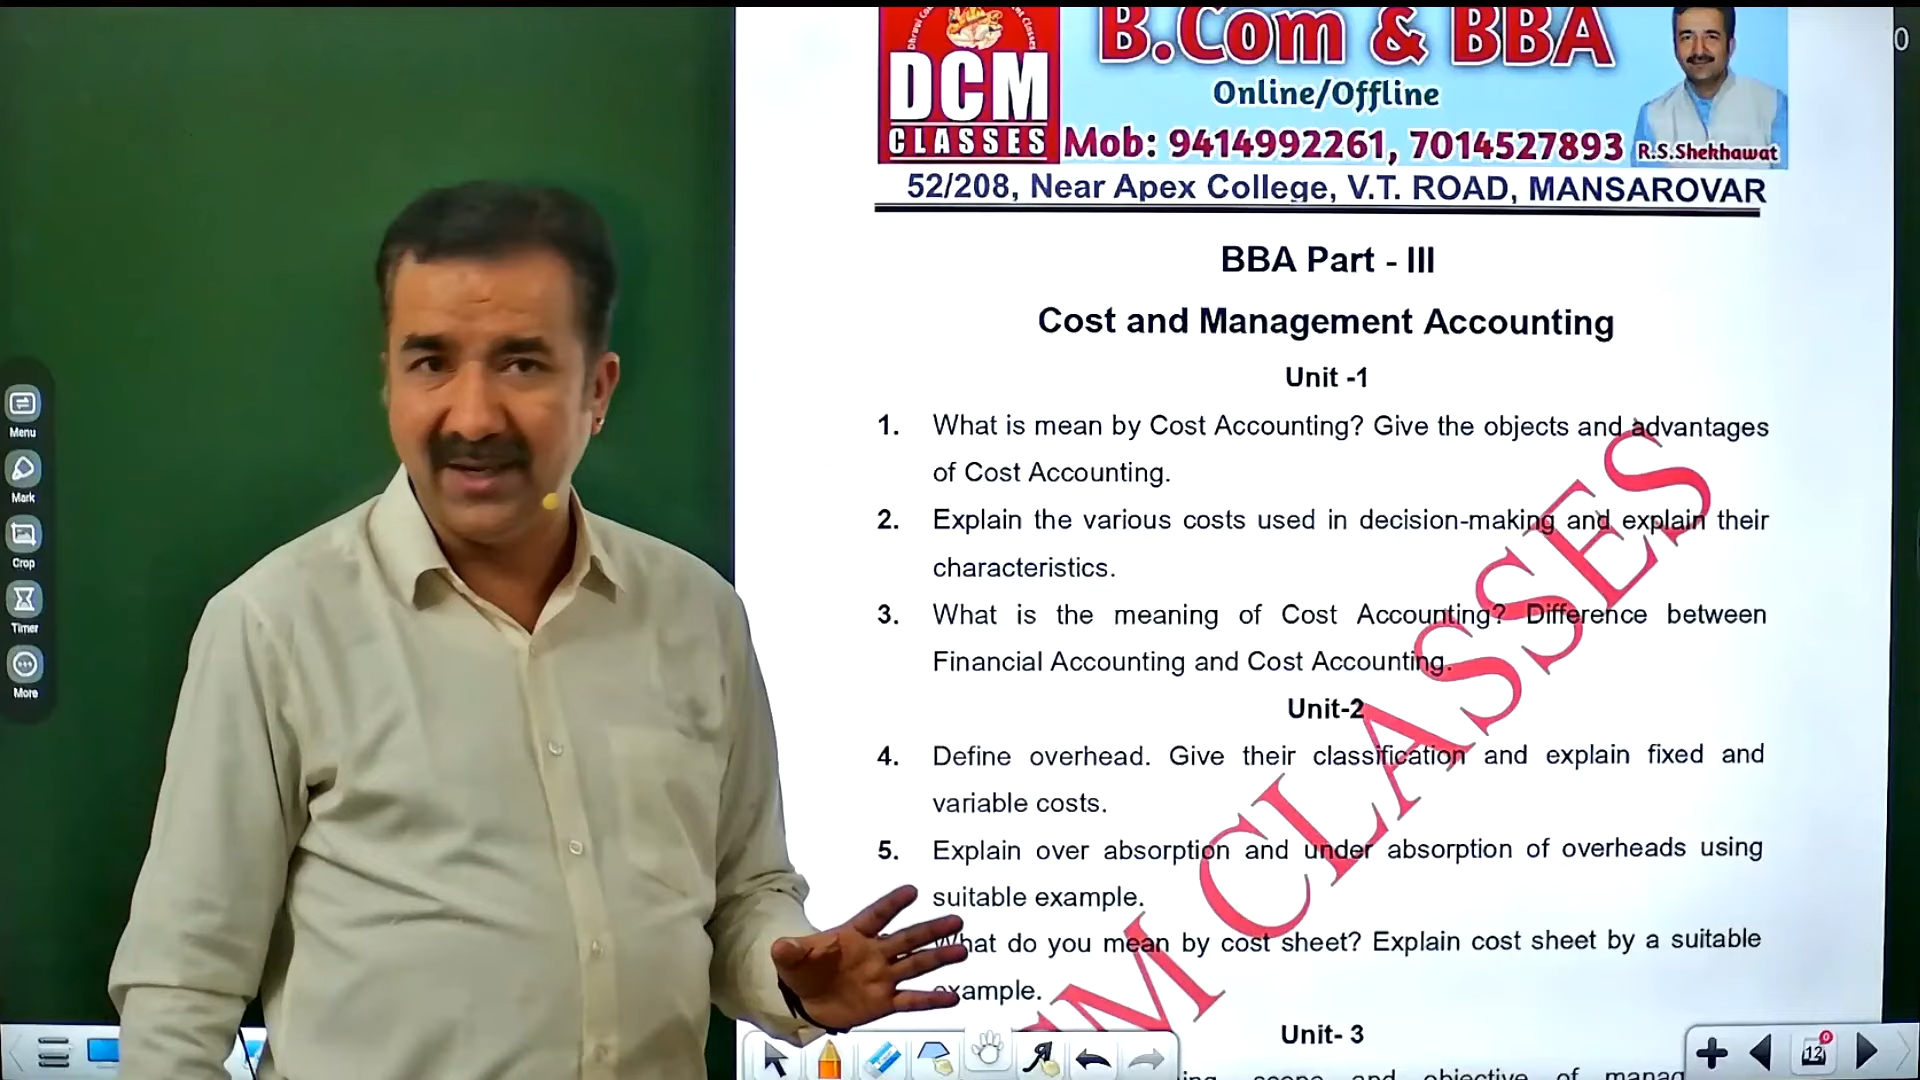 B.Com & BBA
DCM
CLASSES
Online/Offline
Mob: 9414992261, 7014527893
R.S.Shekhawat
52/208, Near Apex College, V.T. ROAD, MANSAROVAR
BBA Part - III
Cost and Management Accounting
Unit -1
1. What is mean by Cost Accounting? Give the objects and advantages
of Cost Accounting.
2. Explain the various costs used in decision-making and explain their
characteristics.
3. What is the meaning of Cost Accounting? Difference between
Financial Accounting and Cost Accounting.
Unit-2
4. Define overhead. Give their classification and explain fixed and
variable costs.
5. Explain over absorption and under absorption of overheads using
suitable example.
What do you mean by cost sheet? Explain cost sheet by a suitable
example.
Unit- 3
scope and objective of
M CLASSES
Menu
Mark
Crop
Timer
More
12
0
0